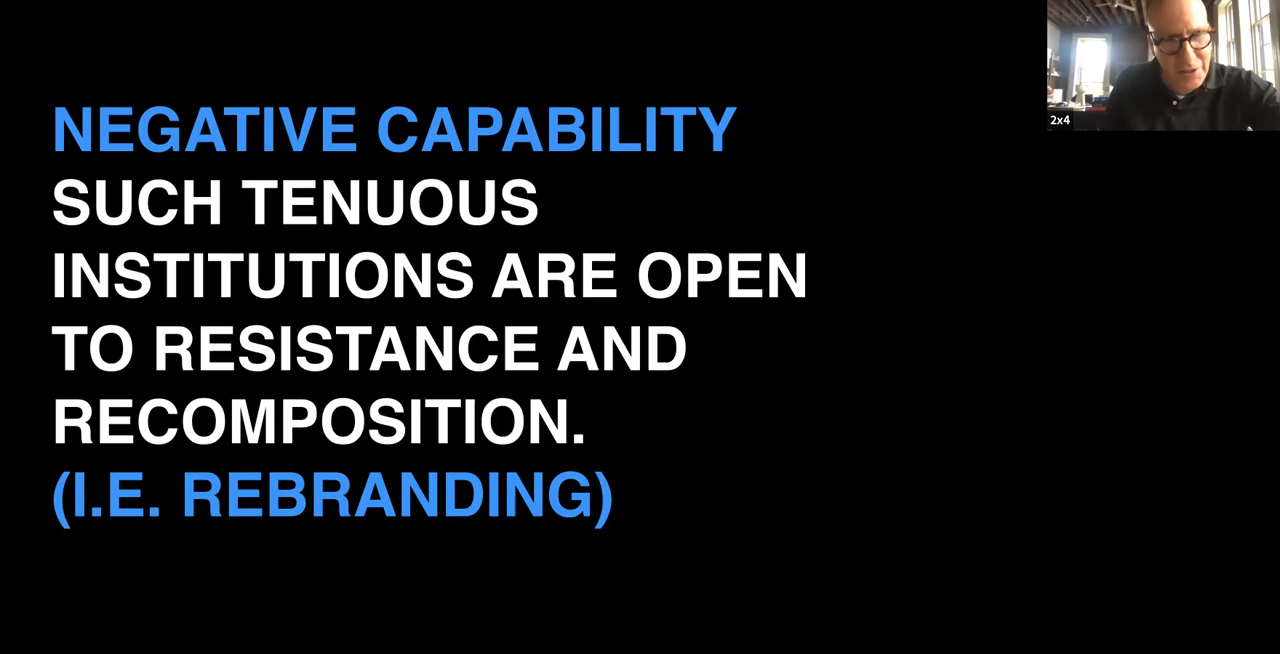 NEGATIVE CAPABILITY
SUCH TENUOUS
INSTITUTIONS ARE OPEN
TO RESISTANCE AND
RECOMPOSITION.
(I.E. REBRANDING)
2x4